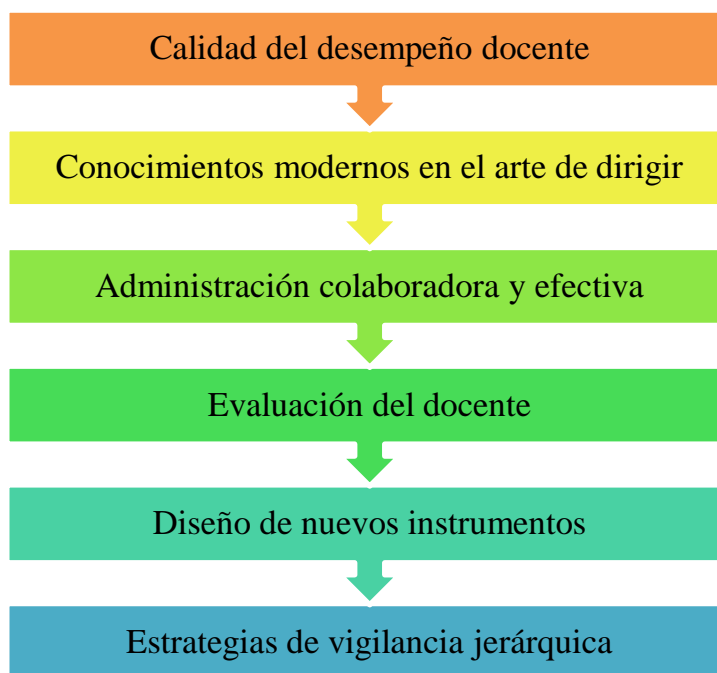 Calidad del desempeño docente
Conocimientos modernos en el arte de dirigir
Administración colaboradora y efectiva
Evaluación del docente
Diseño de nuevos instrumentos
Estrategias de vigilancia jerárquica